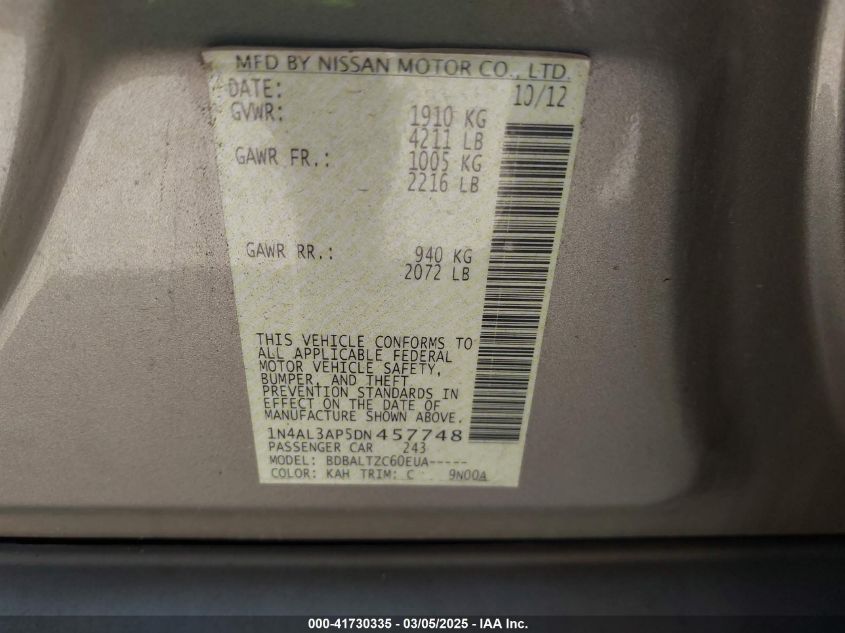 MFD BY NISSAN MOTOR CO., LTD.
DATE: 10/12
GVWR: 1910 KG
4211 LB
GAWR FR.: 1005 KG
2216 LB
GAWR RR.: 940 KG
2072 LB
THIS VEHICLE CONFORMS TO
ALL APPLICABLE FEDERAL
MOTOR VEHICLE SAFETY,
BUMPER, AND THEFT
PREVENTION STANDARDS IN
EFFECT ON THE DATE OF
MANUFACTURE SHOWN ABOVE.
1N4AL3AP5DN457748
PASSENGER CAR 243
MODEL: BDBALTZC60EUA-----
COLOR: KAH TRIM: C 9N00A
000-41730335 — 03/05/2025 — IAA Inc.